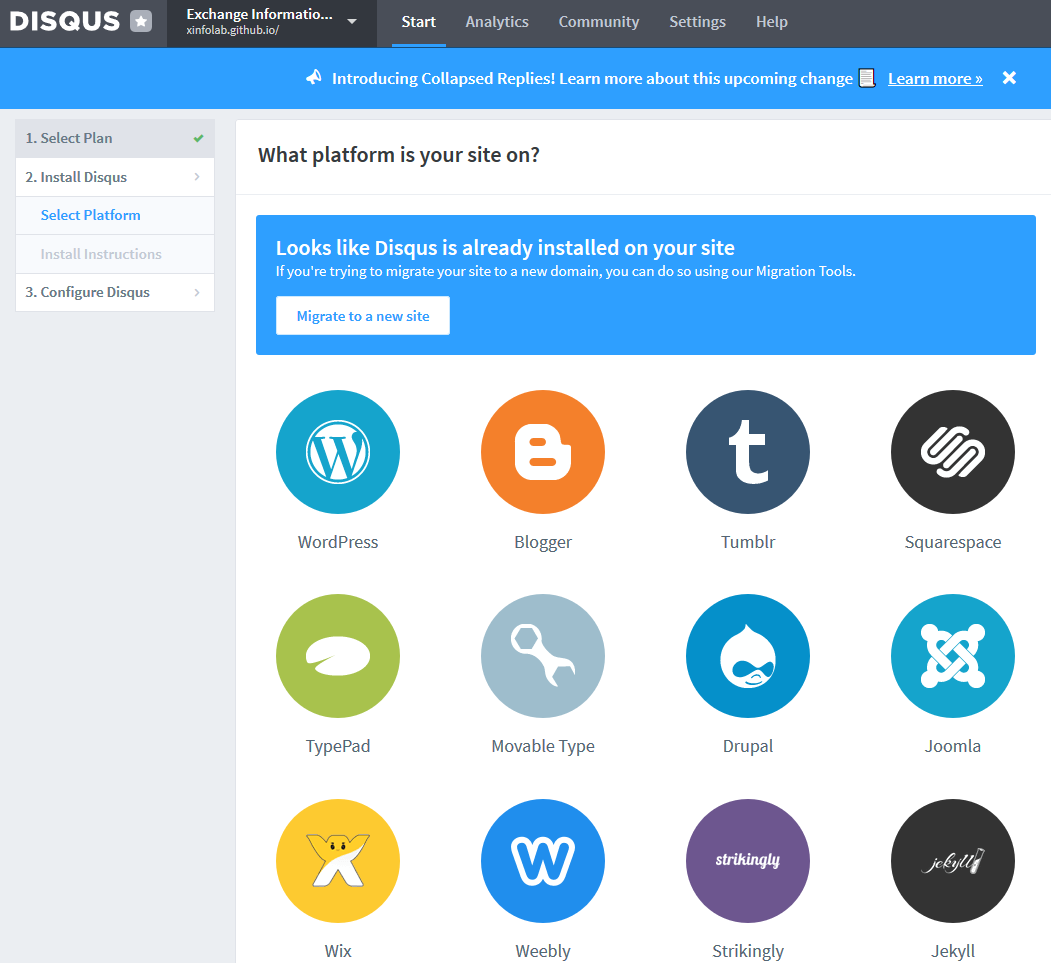 DISQUS
Exchange Informatio...
xinfolab.github.io/
Start
Analytics
Community
Settings
Help
Introducing Collapsed Replies! Learn more about this upcoming change
Learn more »
1. Select Plan
2. Install Disqus
Select Platform
Install Instructions
3. Configure Disqus
What platform is your site on?
Looks like Disqus is already installed on your site
If you're trying to migrate your site to a new domain, you can do so using our Migration Tools.
Migrate to a new site
WordPress
Blogger
Tumblr
Squarespace
TypePad
Movable Type
Drupal
Joomla
strikingly
jekyll
Wix
Weebly
Strikingly
Jekyll